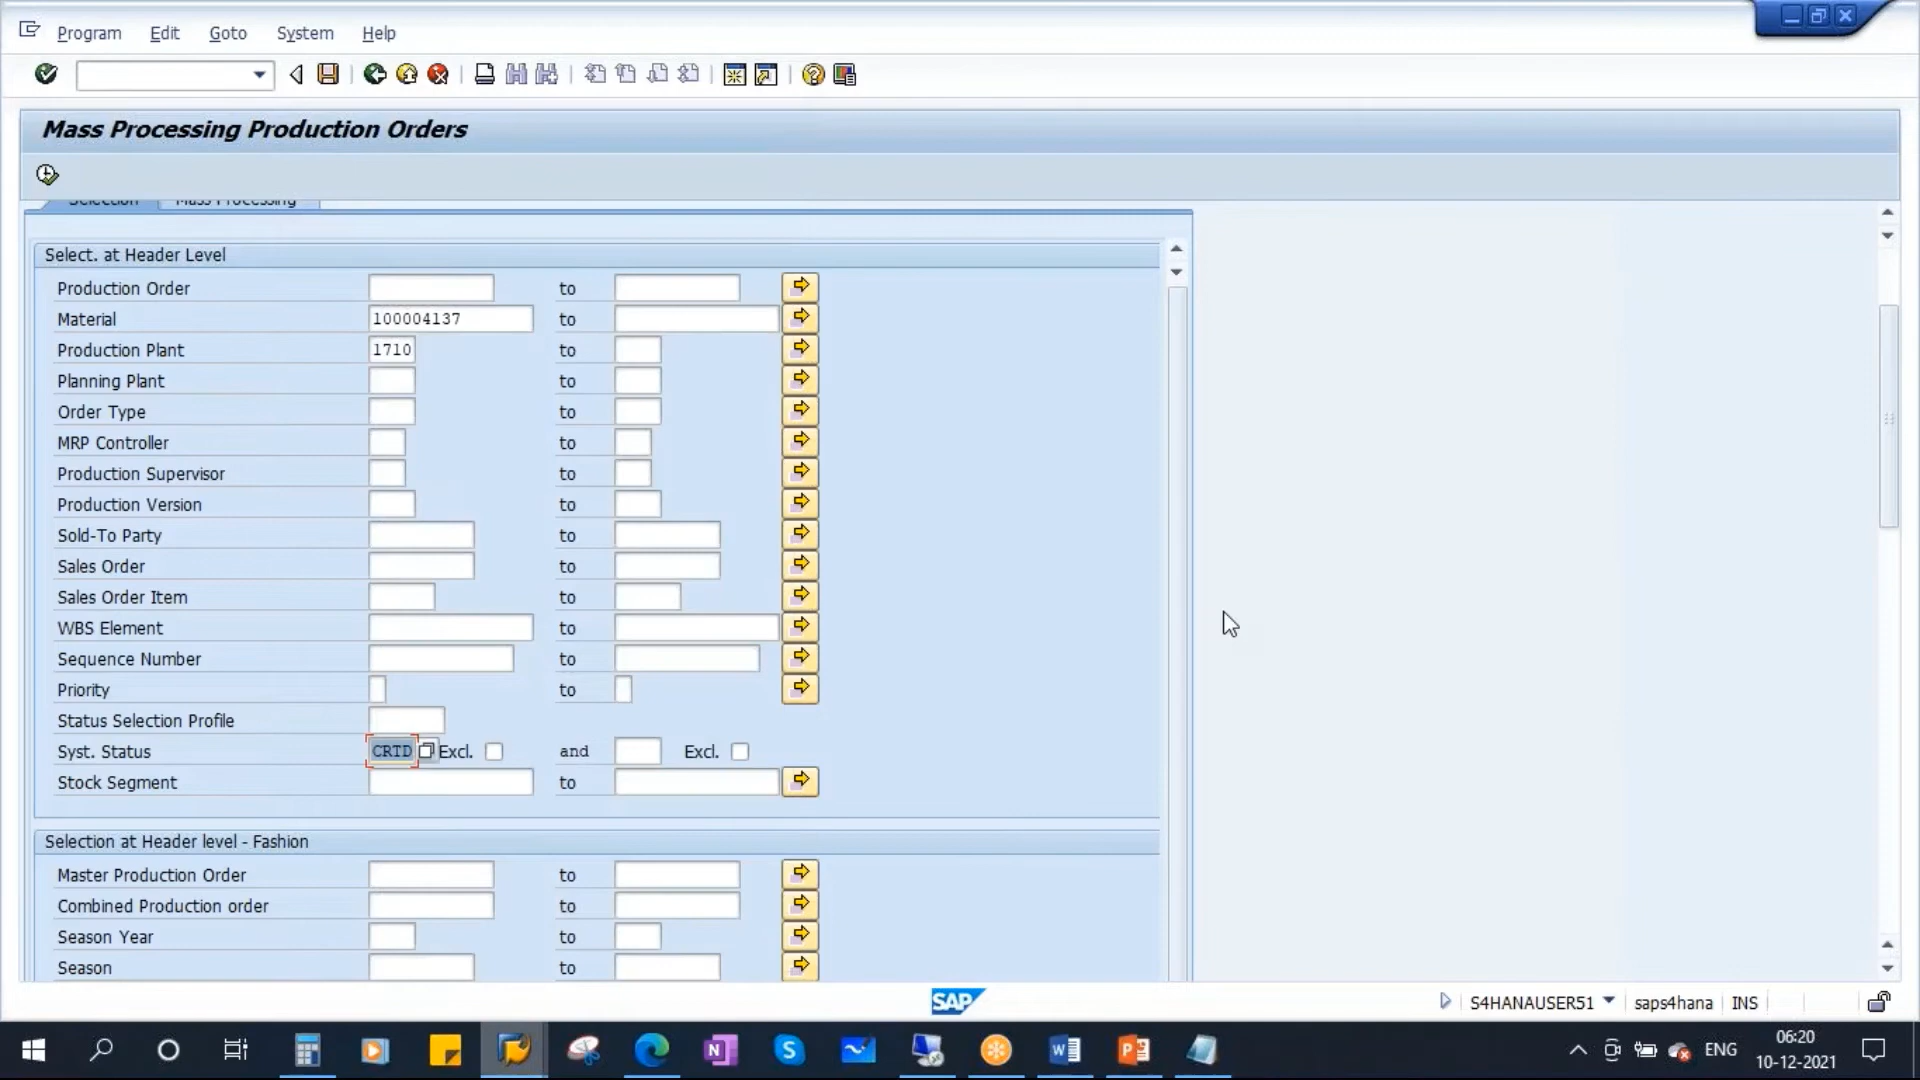 Program Edit Goto System Help
Mass Processing Production Orders
Selection Mass Processing
Select. at Header Level
Production Order to
Material 100004137 to
Production Plant 1710 to
Planning Plant to
Order Type to
MRP Controller to
Production Supervisor to
Production Version to
Sold-To Party to
Sales Order to
Sales Order Item to
WBS Element to
Sequence Number to
Priority to
Status Selection Profile
Syst. Status CRTD Excl. and Excl.
Stock Segment to
Selection at Header level - Fashion
Master Production Order to
Combined Production order to
Season Year to
Season to
SAP S4HANAUSER51 saps4hana INS
ENG 06:20
10-12-2021